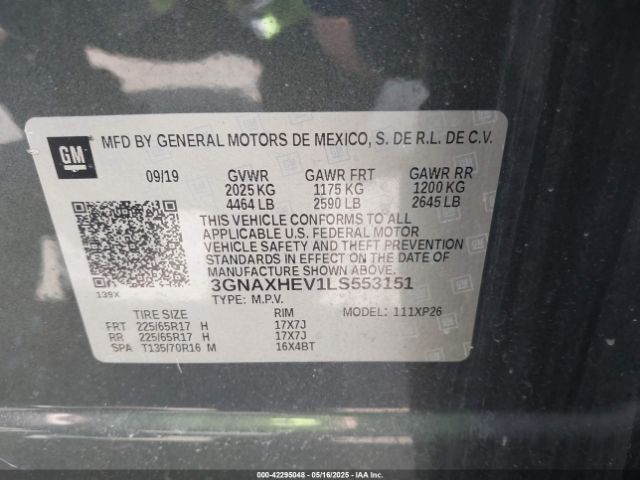 GM
MFD BY GENERAL MOTORS DE MEXICO, S. DE R.L. DE C.V.
09/19 GVWR GAWR FRT GAWR RR
2025 KG 1175 KG 1200 KG
4464 LB 2590 LB 2645 LB
THIS VEHICLE CONFORMS TO ALL
APPLICABLE U.S. FEDERAL MOTOR
VEHICLE SAFETY AND THEFT PREVENTION
STANDARDS IN EFFECT ON THE DATE OF
MANUFACTURE SHOWN ABOVE.
139X 3GNAXHEV1LS553151
TYPE: M.P.V.
TIRE SIZE RIM MODEL: 111XP26
FRT 225/65R17 H 17X7J
RR 225/65R17 H 17X7J
SPA T135/70R16 M 16X4BT
000-42295048 - 05/16/2025 - IAA Inc.